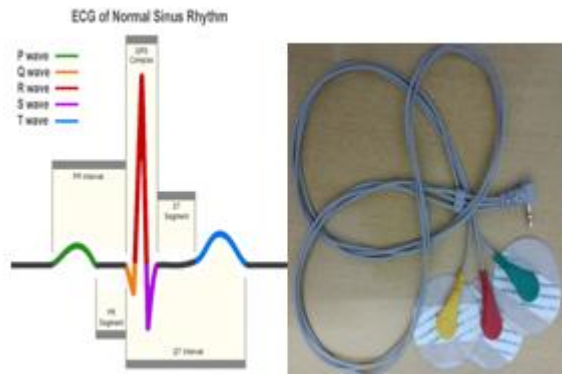 ECG of Normal Sinus Rhythm
P wave
Q wave
R wave
S wave
T wave
QRS
Complex
PR Interval
ST
Segment
PR
Segment
QT Interval